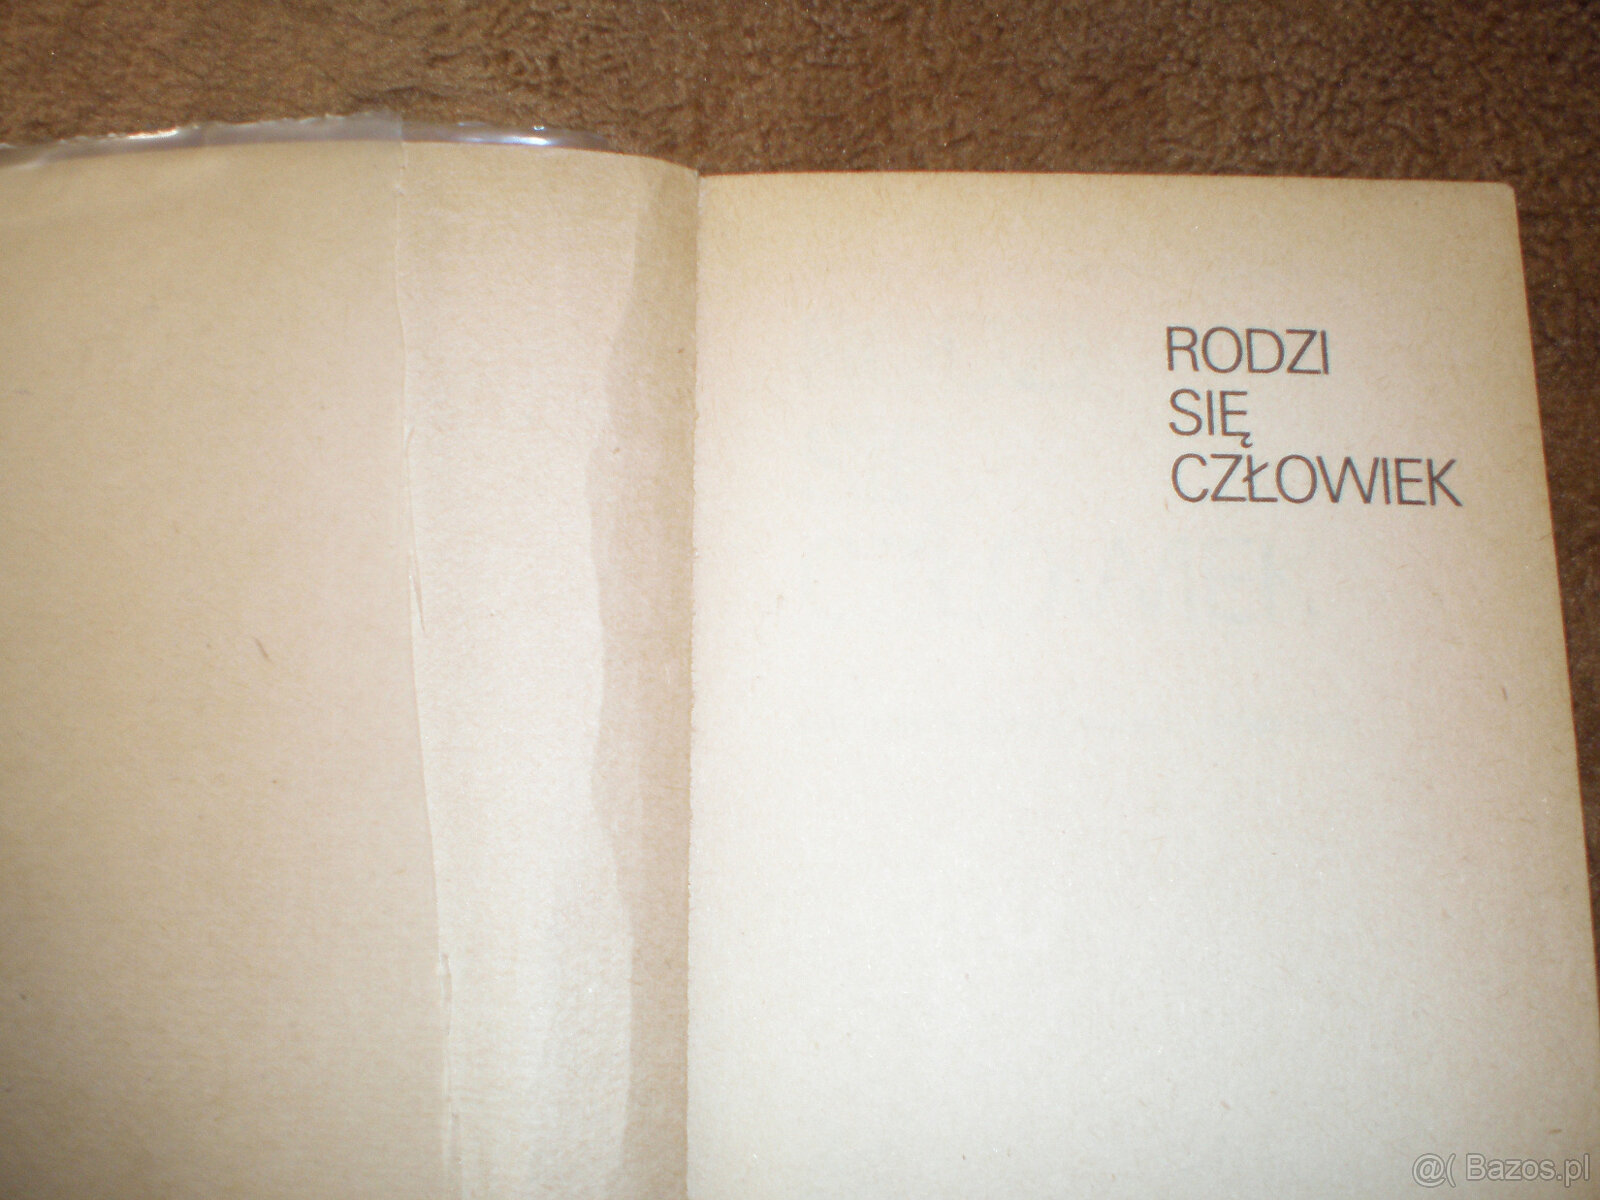 RODZI
SIĘ
CZŁOWIEK
@( Bazos.pl